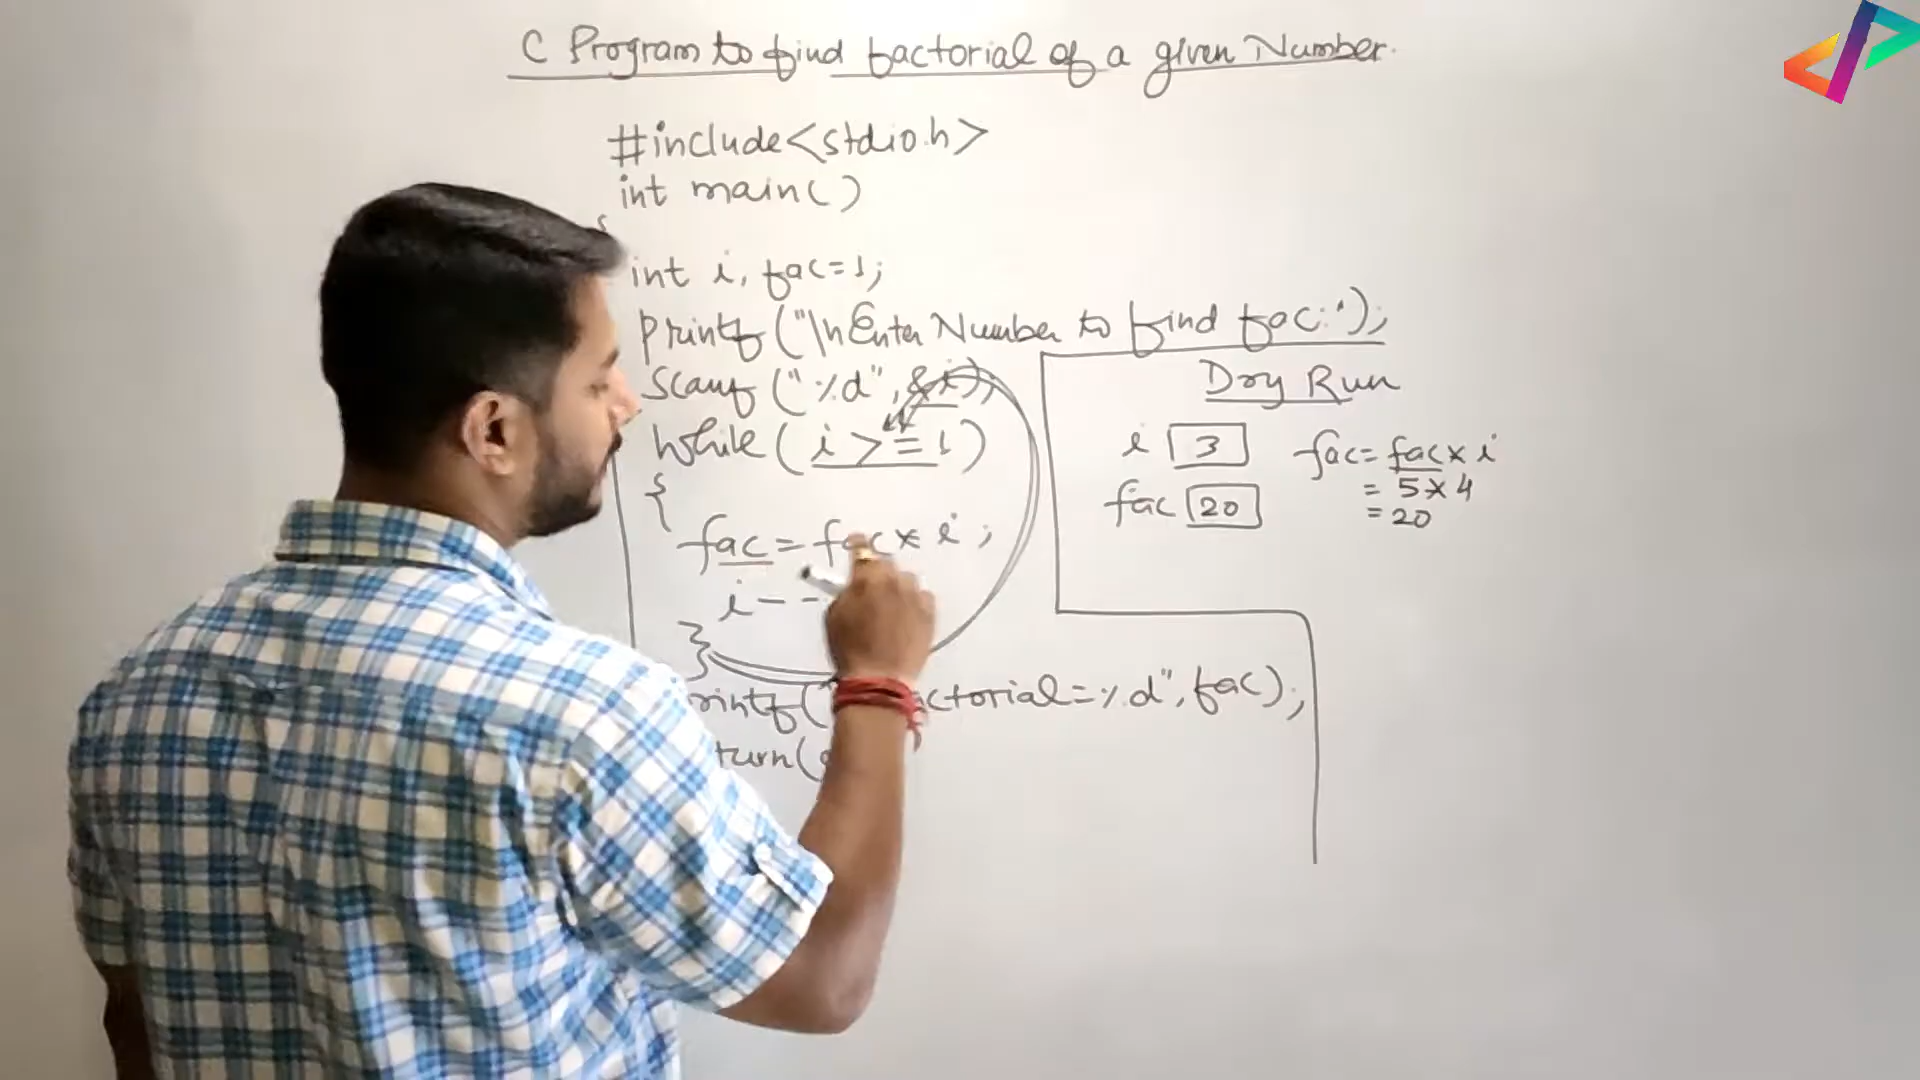 C Program to find factorial of a given Number.
#include<stdio.h>
int main()
{
int i, fac=1;
printf("\nEnter Number to find fac:");
scanf("%d",&i);
while(i>=1)
{
fac=fac*i;
i--
}
rintf(" actorial=%d",fac);
turn(
Dry Run
i 3
fac 20
fac=fac×i
=5×4
=20